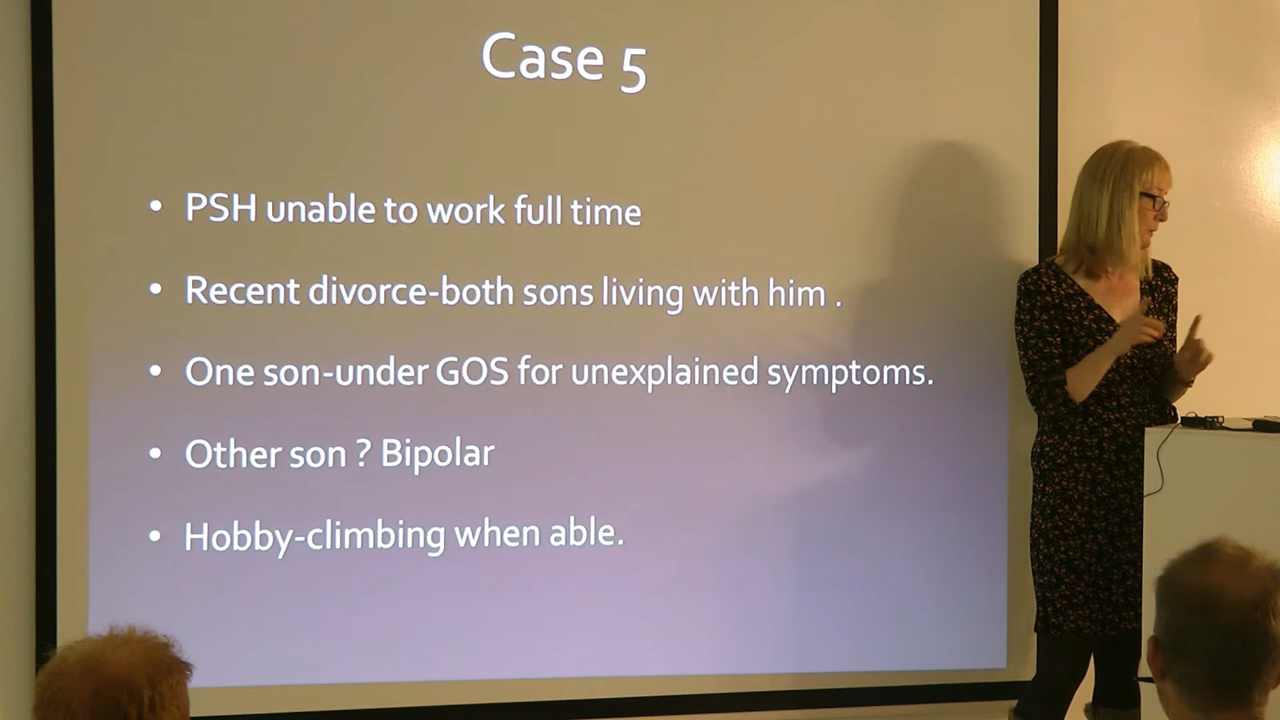 Case 5
• PSH unable to work full time
• Recent divorce-both sons living with him .
• One son-under GOS for unexplained symptoms.
• Other son ? Bipolar
• Hobby-climbing when able.